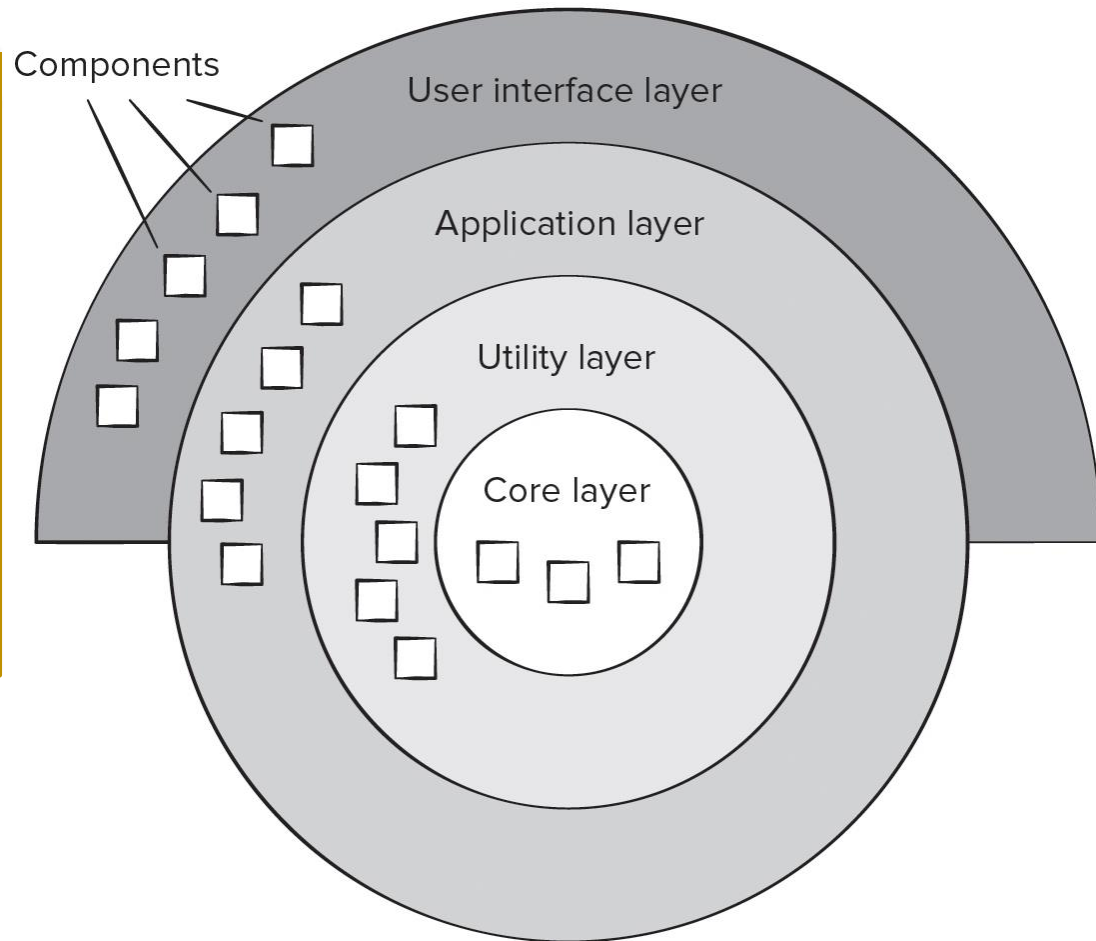 Components
User interface layer
Application layer
Utility layer
Core layer